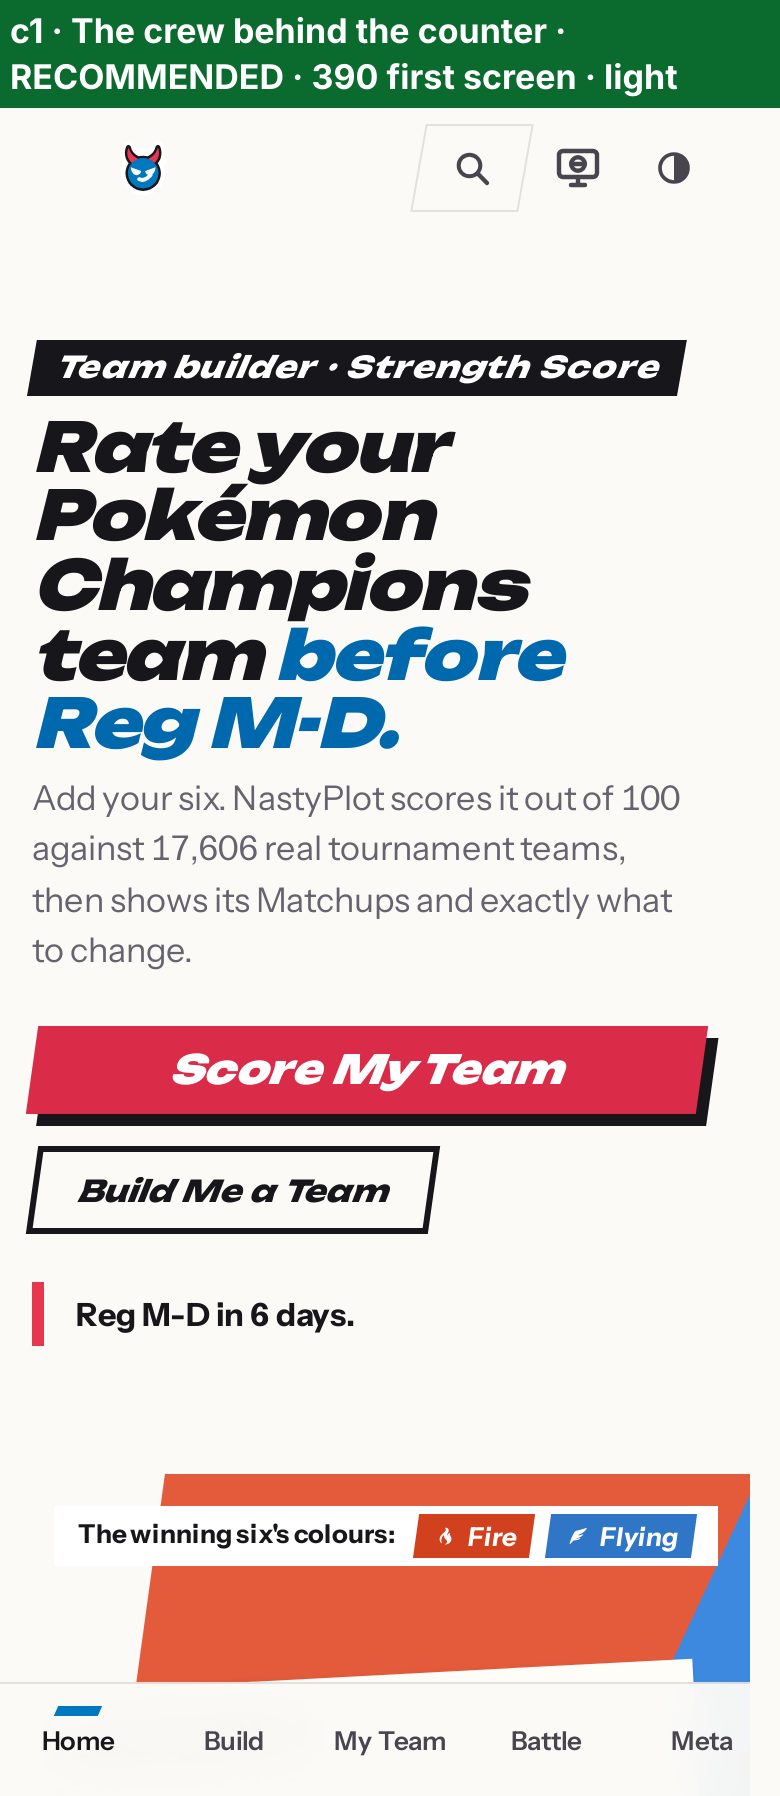 c1 · The crew behind the counter ·
RECOMMENDED · 390 first screen · light
Team builder · Strength Score
Rate your
Pokémon
Champions
team before
Reg M-D.
Add your six. NastyPlot scores it out of 100
against 17,606 real tournament teams,
then shows its Matchups and exactly what
to change.
Score My Team
Build Me a Team
Reg M-D in 6 days.
The winning six's colours: Fire Flying
Home Build My Team Battle Meta